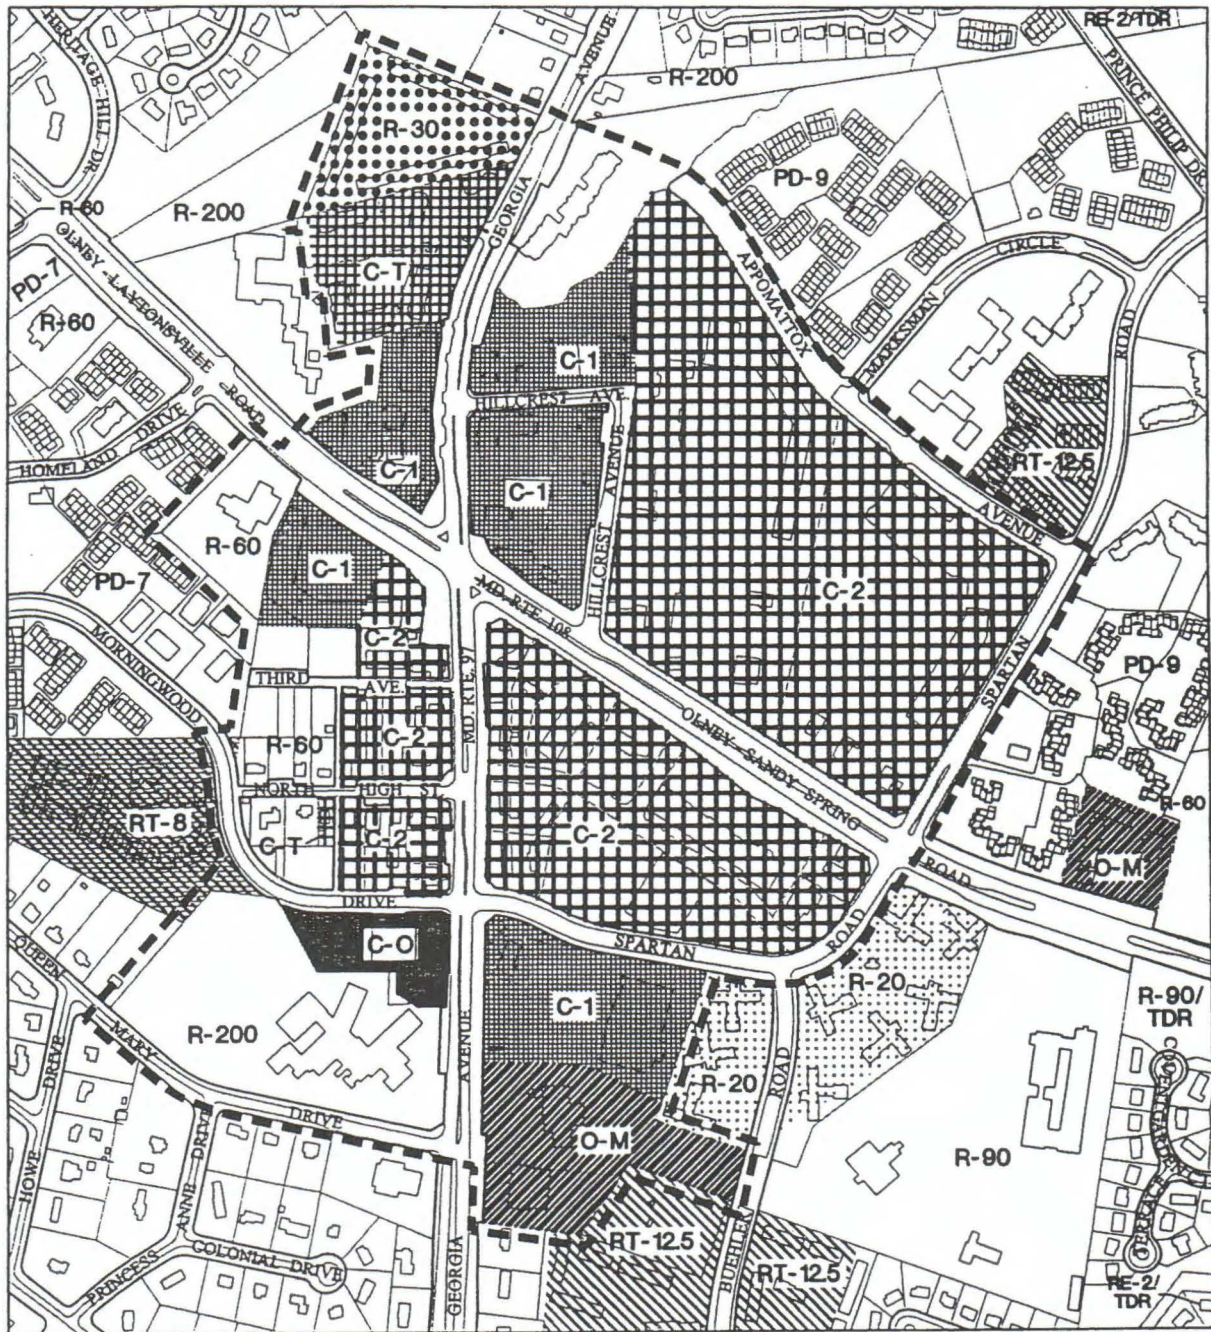 HERITAGE HILL DR.
AVENUE
RE-2/TDR
R-200
PRINCE PHILIP DR.
R-30
PD-9
R-60
R-200
GEORGIA
OLNEY-LAYTONSVILLE
ROAD
PD-7
R-60
C-T
APPOMATTOX
MARKSMAN
CIRCLE
ROAD
C-1
HILLCREST AVE.
HOMELAND DRIVE
C-1
C-1
HILLCREST AVENUE
RT-12.5
AVENUE
R-60
C-1
PD-7
C-2
MD. RTE. 108
C-2
MORNINGWOOD
THIRD AVE.
MD. RTE. 97
SPARTAN
PD-9
R-60
C-2
OLNEY-SANDY SPRING
NORTH HIGH ST.
RT-8
C-T
C-2
C-2
R-60
O-M
ROAD
DRIVE
ROAD
C-O
SPARTAN
R-20
QUEEN
MARY
R-200
AVENUE
C-1
R-90/
TDR
DRIVE
R-20
ROAD
O-M
R-90
HOWE DRIVE
ANNE DRIVE
PRINCESS
COLONIAL DRIVE
GEORGIA
RT-12.5
BUEHLER
RT-12.5
TERRACE
RE-2/
TDR